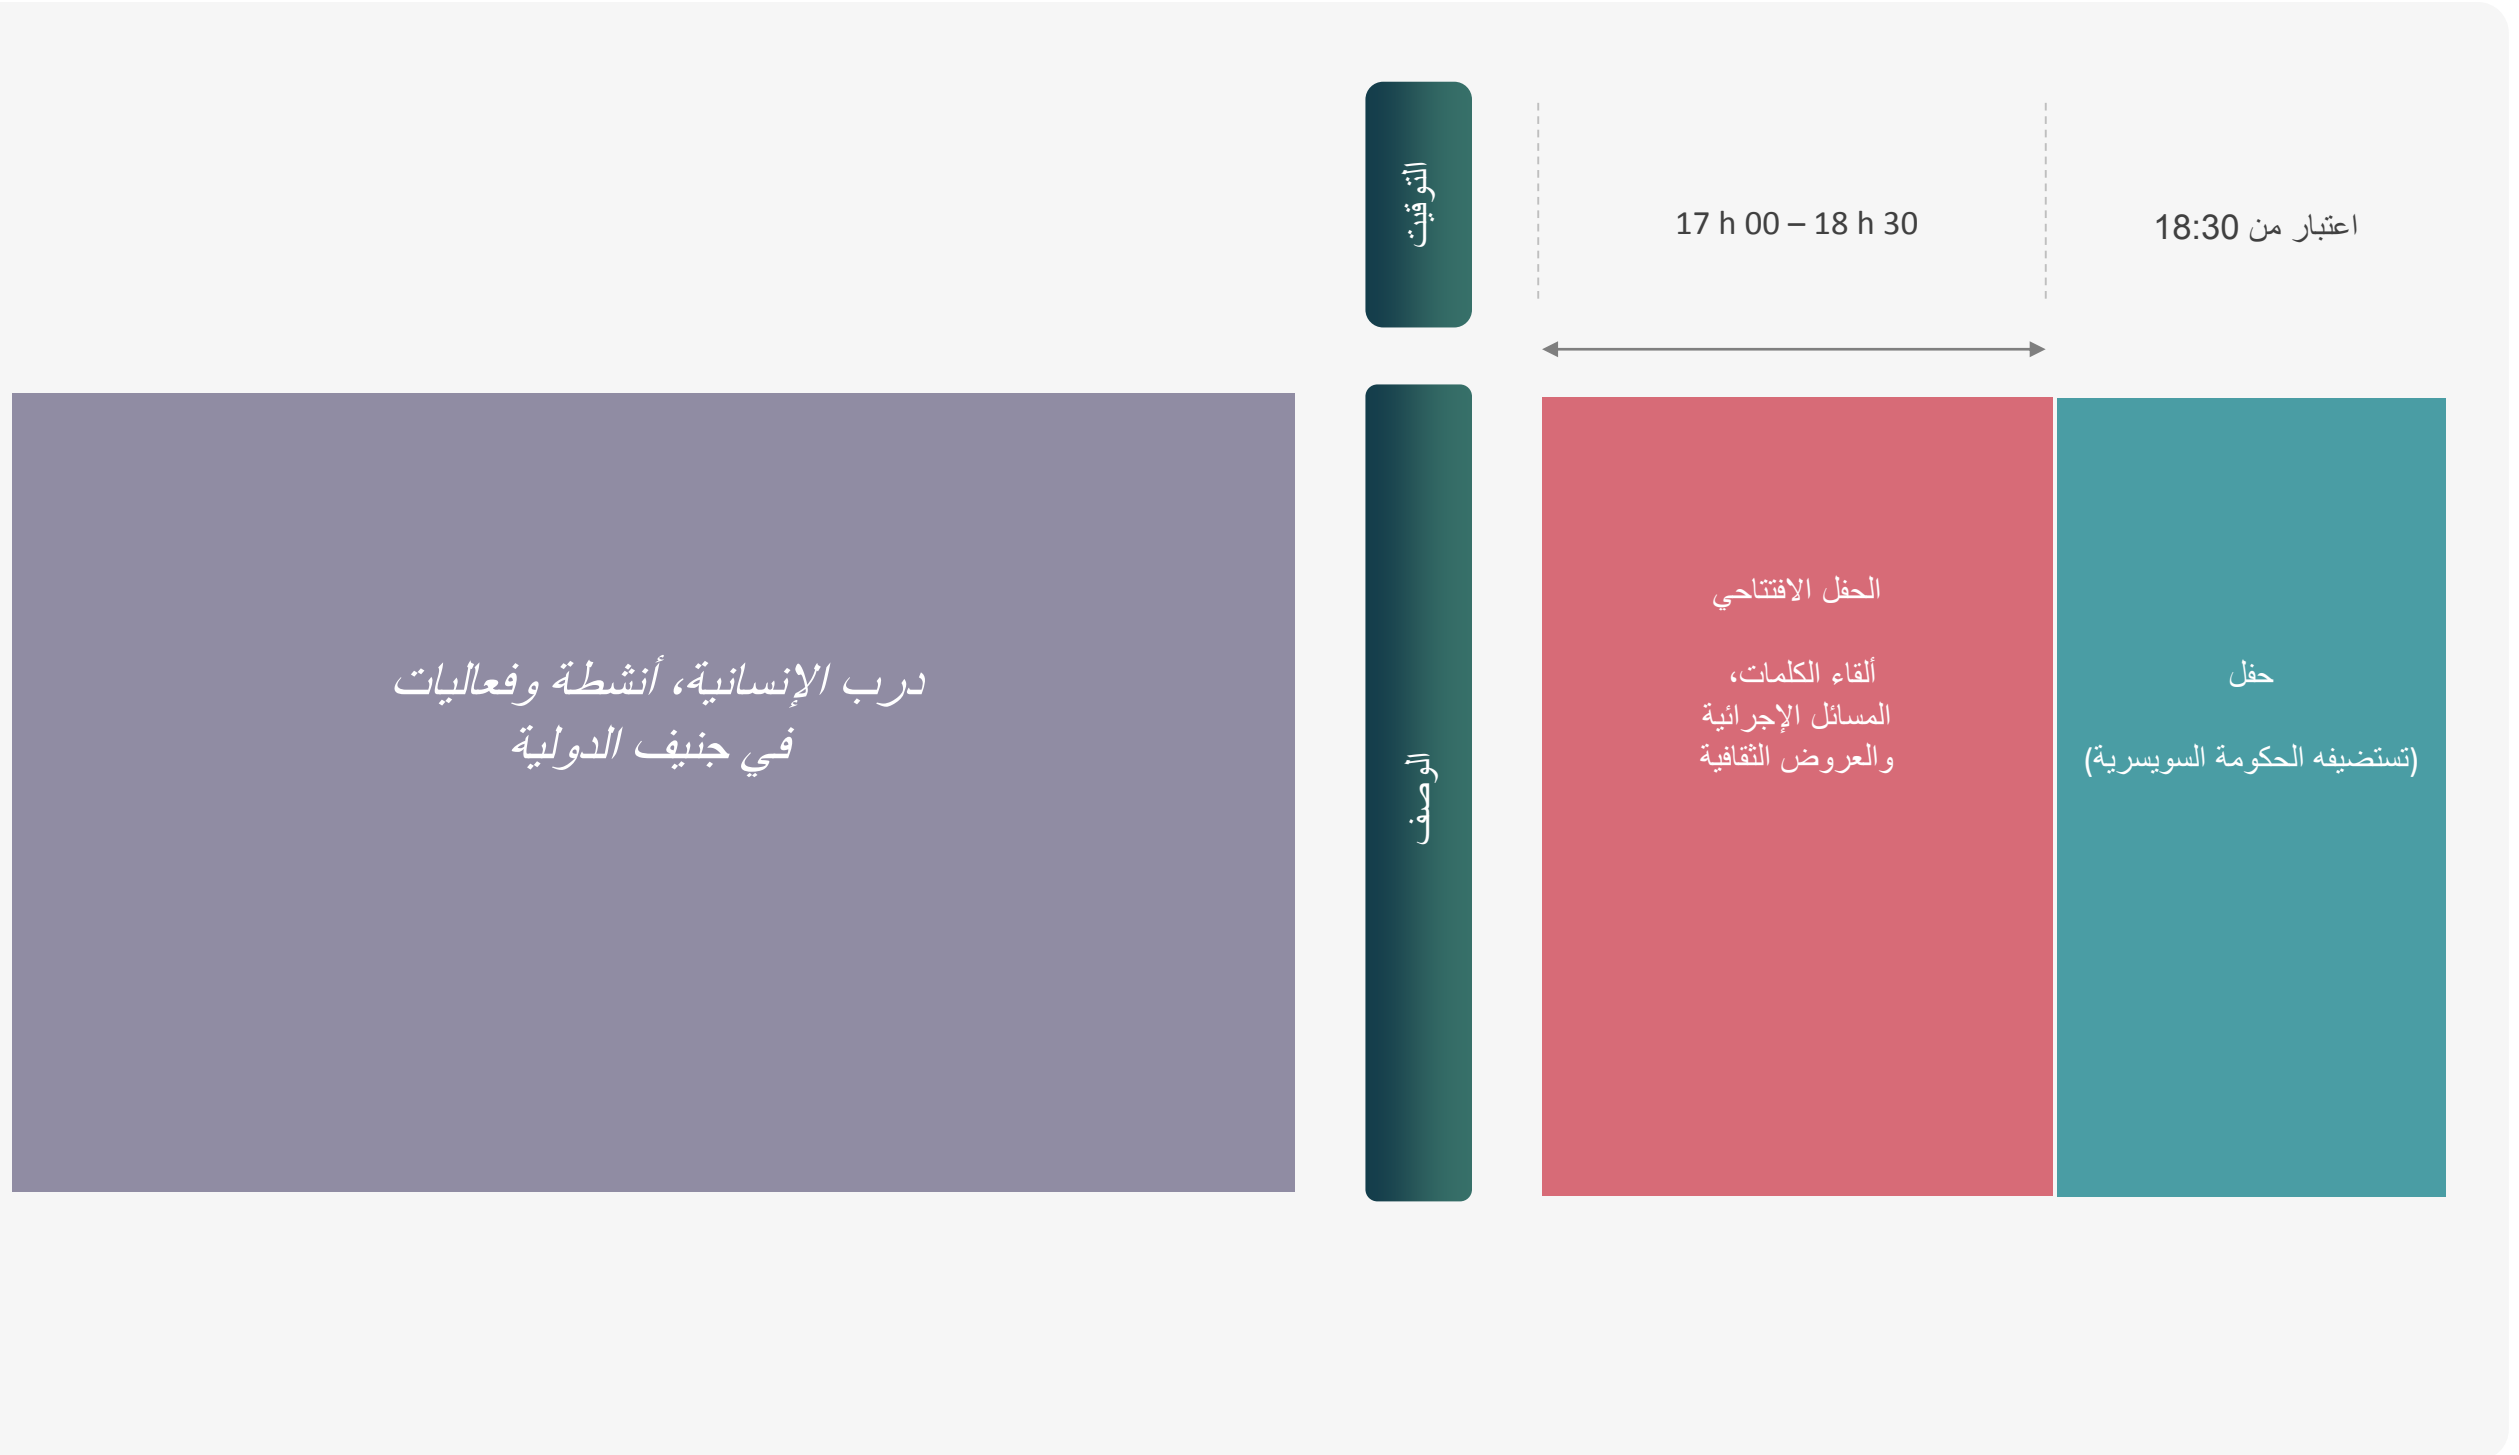 التوقيت
17 h 00 – 18 h 30
اعتبار من 18:30
درب الإنسانية، أنشطة وفعاليات
في جنيف الدولية
الوصف
الحفل الافتتاحي
ألقاء الكلمات،
المسائل الإجرائية
والعروض الثقافية
حفل
(تستضيفه الحكومة السويسرية)